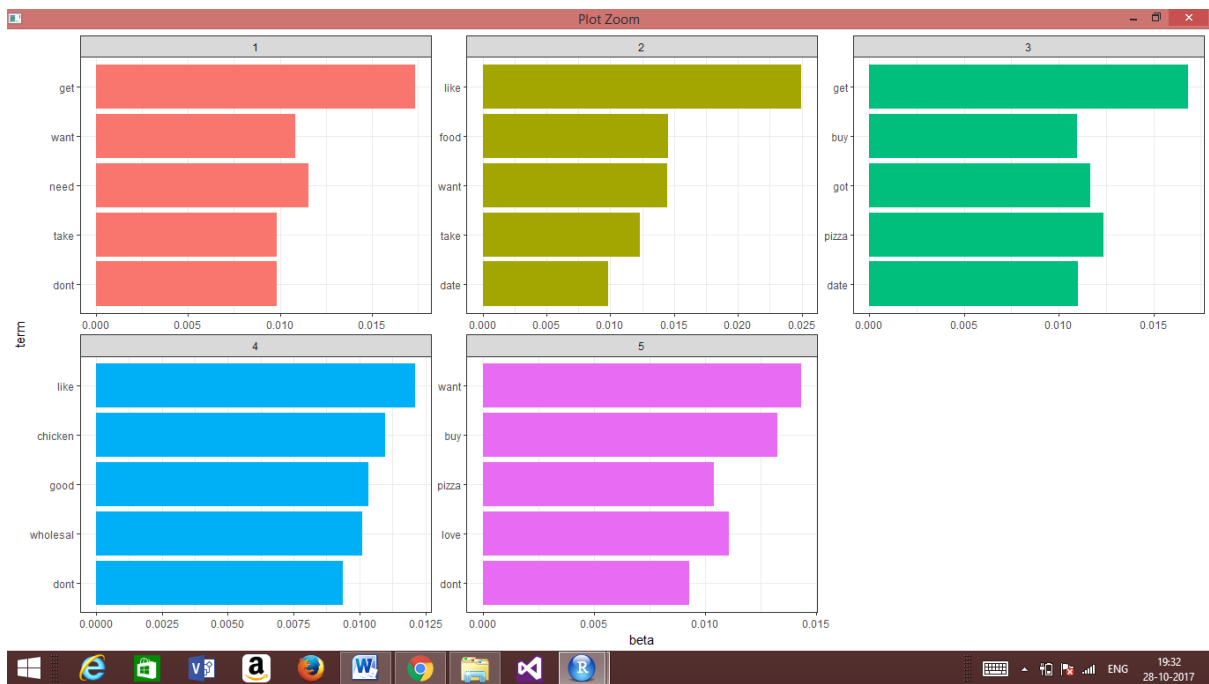 Plot Zoom
1
get
want
need
take
dont
0.000 0.005 0.010 0.015
2
like
food
want
take
date
0.000 0.005 0.010 0.015 0.020 0.025
3
get
buy
got
pizza
date
0.000 0.005 0.010 0.015
term
4
like
chicken
good
wholesal
dont
0.0000 0.0025 0.0050 0.0075 0.0100 0.0125
5
want
buy
pizza
love
dont
0.000 0.005 0.010 0.015
beta
ENG
19:32
28-10-2017